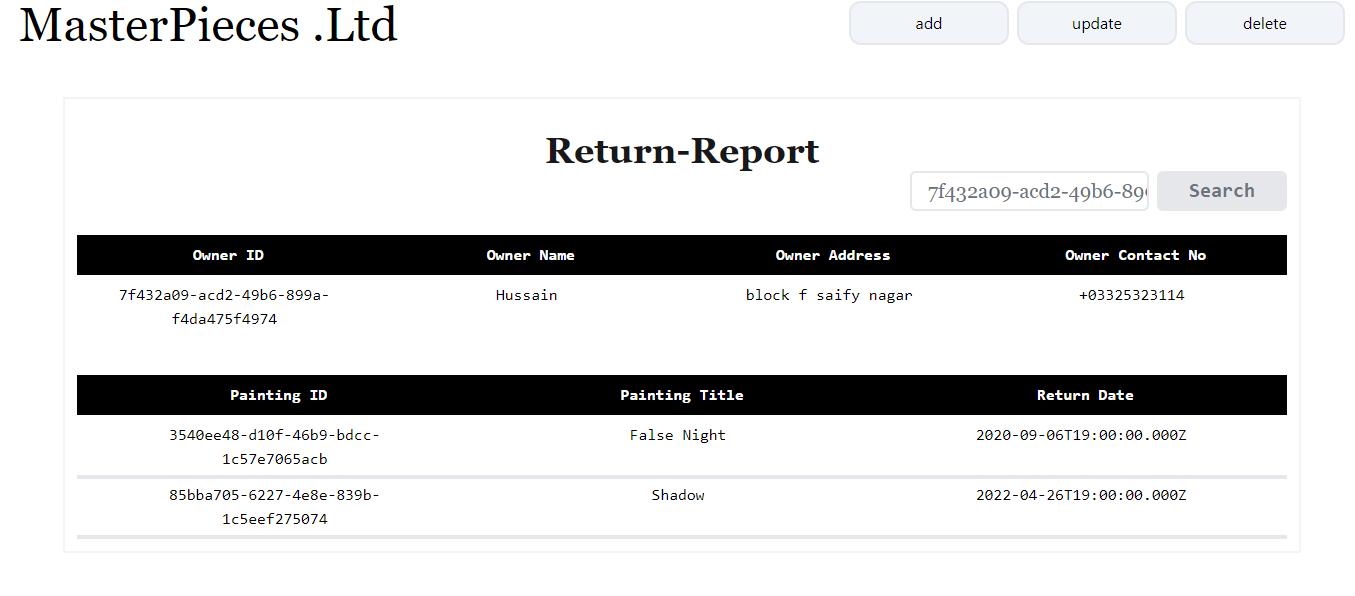 MasterPieces .Ltd
add update delete
Return-Report
7f432a09-acd2-49b6-899 Search
Owner ID Owner Name Owner Address Owner Contact No
7f432a09-acd2-49b6-899a- Hussain block f saify nagar +03325323114
f4da475f4974
Painting ID Painting Title Return Date
3540ee48-d10f-46b9-bdcc- False Night 2020-09-06T19:00:00.000Z
1c57e7065acb
85bba705-6227-4e8e-839b- Shadow 2022-04-26T19:00:00.000Z
1c5eef275074